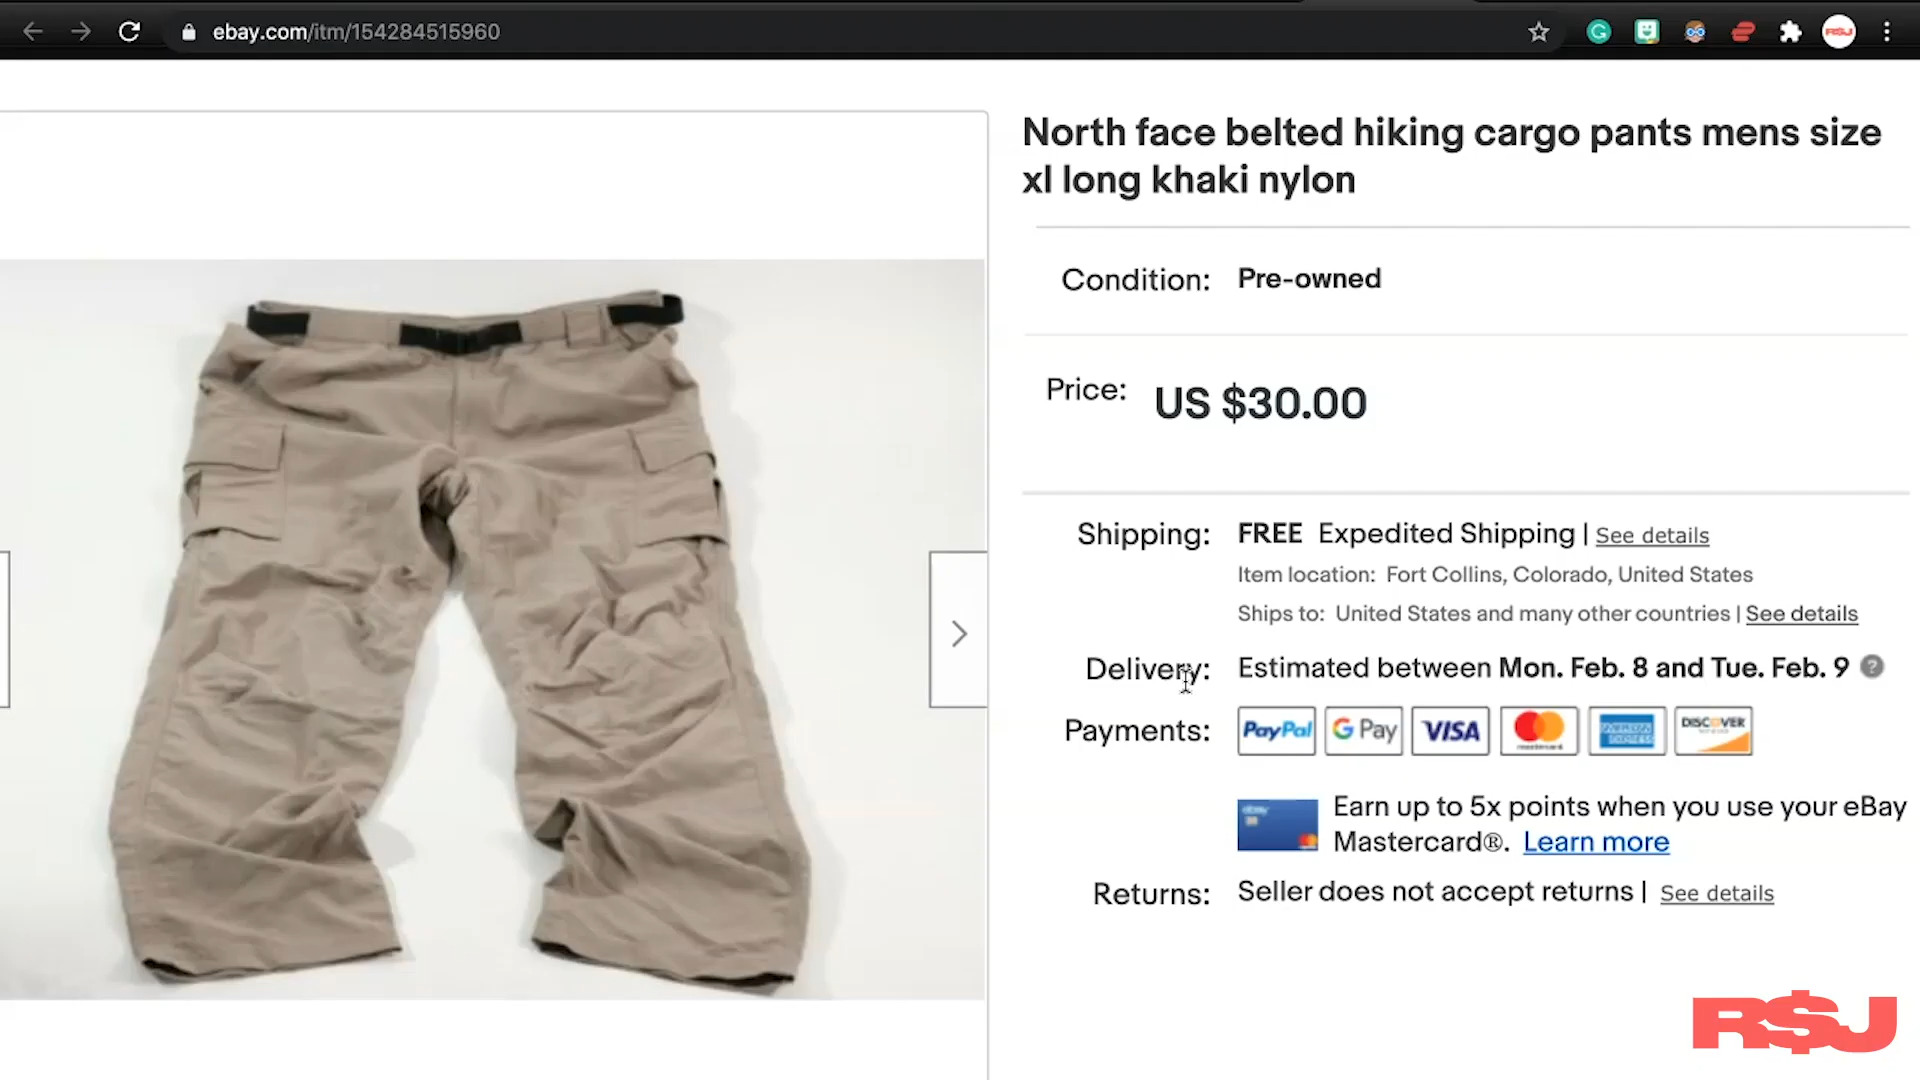 ebay.com/itm/154284515960
RSJ
North face belted hiking cargo pants mens size
xl long khaki nylon
Condition: Pre-owned
Price: US $30.00
Shipping: FREE Expedited Shipping | See details
Item location: Fort Collins, Colorado, United States
Ships to: United States and many other countries | See details
Delivery: Estimated between Mon. Feb. 8 and Tue. Feb. 9 ?
Payments: PayPal G Pay VISA mastercard AMERICAN EXPRESS DISCOVER
ebay
Earn up to 5x points when you use your eBay
Mastercard®. Learn more
Returns: Seller does not accept returns | See details
R$J